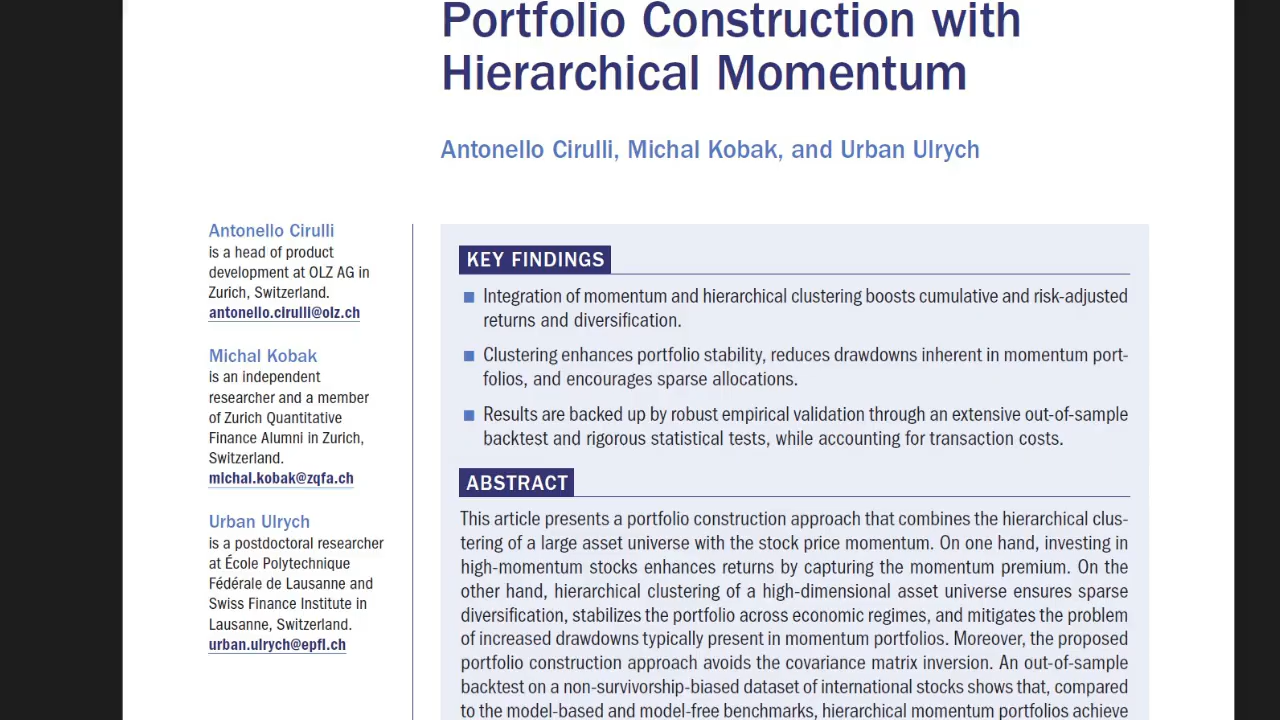 Portfolio Construction with
Hierarchical Momentum
Antonello Cirulli, Michal Kobak, and Urban Ulrych
Antonello Cirulli
is a head of product
development at OLZ AG in
Zurich, Switzerland.
antonello.cirulli@olz.ch
Michal Kobak
is an independent
researcher and a member
of Zurich Quantitative
Finance Alumni in Zurich,
Switzerland.
michal.kobak@zqfa.ch
Urban Ulrych
is a postdoctoral researcher
at École Polytechnique
Fédérale de Lausanne and
Swiss Finance Institute in
Lausanne, Switzerland.
urban.ulrych@epfl.ch
KEY FINDINGS
■ Integration of momentum and hierarchical clustering boosts cumulative and risk-adjusted
returns and diversification.
■ Clustering enhances portfolio stability, reduces drawdowns inherent in momentum port-
folios, and encourages sparse allocations.
■ Results are backed up by robust empirical validation through an extensive out-of-sample
backtest and rigorous statistical tests, while accounting for transaction costs.
ABSTRACT
This article presents a portfolio construction approach that combines the hierarchical clus-
tering of a large asset universe with the stock price momentum. On one hand, investing in
high-momentum stocks enhances returns by capturing the momentum premium. On the
other hand, hierarchical clustering of a high-dimensional asset universe ensures sparse
diversification, stabilizes the portfolio across economic regimes, and mitigates the problem
of increased drawdowns typically present in momentum portfolios. Moreover, the proposed
portfolio construction approach avoids the covariance matrix inversion. An out-of-sample
backtest on a non-survivorship-biased dataset of international stocks shows that, compared
to the model-based and model-free benchmarks, hierarchical momentum portfolios achieve